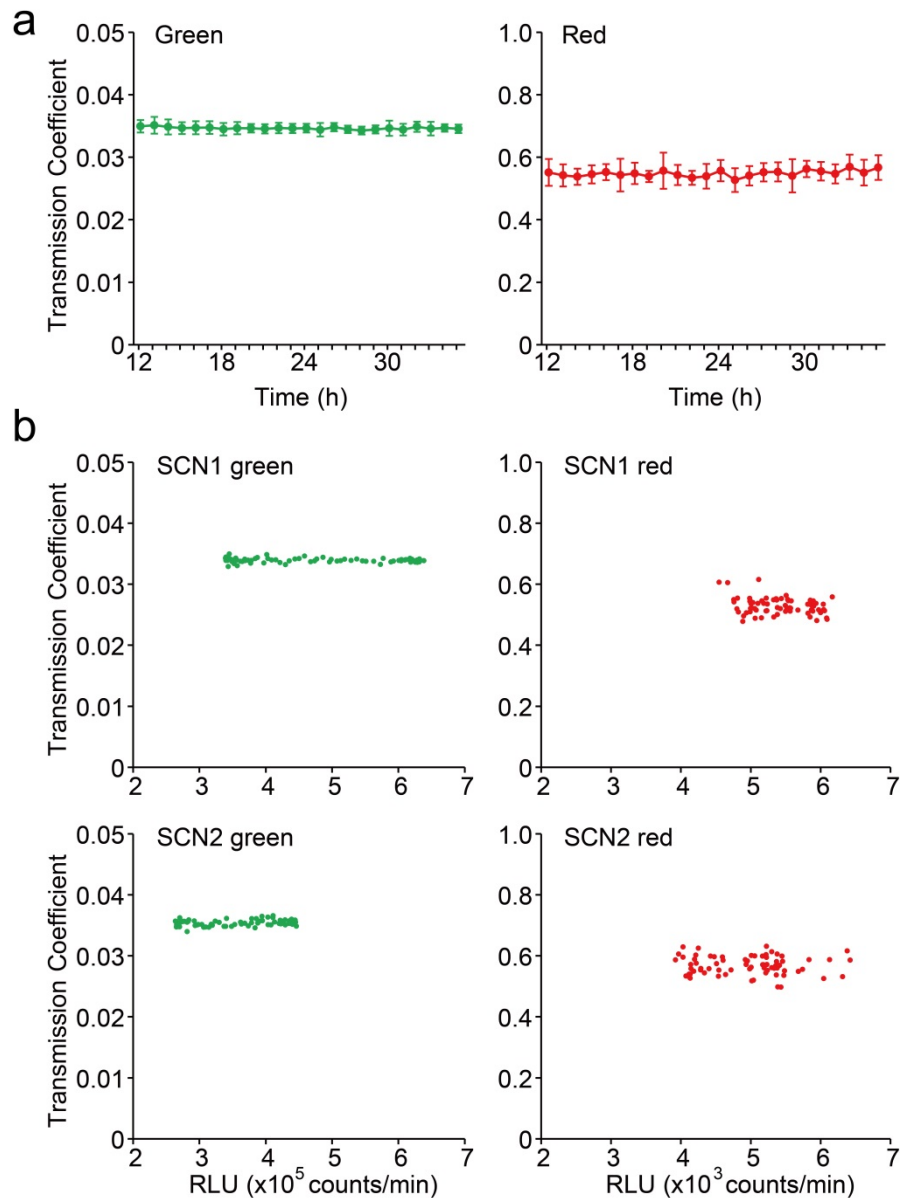 a
Green
Red
Transmission Coefficient
0.05
0.04
0.03
0.02
0.01
0
12
18
24
30
Time (h)
1.0
0.8
0.6
0.4
0.2
0
12
18
24
30
Time (h)
b
SCN1 green
SCN1 red
Transmission Coefficient
0.05
0.04
0.03
0.02
0.01
0
2 3 4 5 6 7
1.0
0.8
0.6
0.4
0.2
0
2 3 4 5 6 7
SCN2 green
SCN2 red
Transmission Coefficient
0.05
0.04
0.03
0.02
0.01
0
2 3 4 5 6 7
RLU (x10⁵ counts/min)
1.0
0.8
0.6
0.4
0.2
0
2 3 4 5 6 7
RLU (x10³ counts/min)